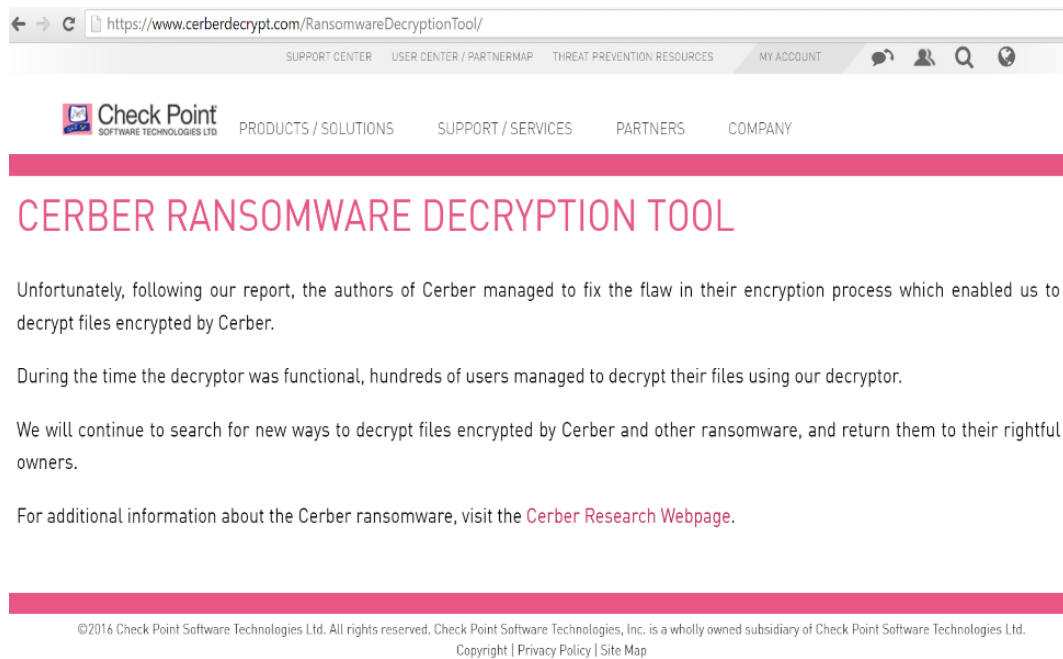 https://www.cerberdecrypt.com/RansomwareDecryptionTool/
SUPPORT CENTER USER CENTER / PARTNERMAP THREAT PREVENTION RESOURCES MY ACCOUNT
Check Point
SOFTWARE TECHNOLOGIES LTD.
PRODUCTS / SOLUTIONS SUPPORT / SERVICES PARTNERS COMPANY
CERBER RANSOMWARE DECRYPTION TOOL
Unfortunately, following our report, the authors of Cerber managed to fix the flaw in their encryption process which enabled us to
decrypt files encrypted by Cerber.
During the time the decryptor was functional, hundreds of users managed to decrypt their files using our decryptor.
We will continue to search for new ways to decrypt files encrypted by Cerber and other ransomware, and return them to their rightful
owners.
For additional information about the Cerber ransomware, visit the Cerber Research Webpage.
©2016 Check Point Software Technologies Ltd. All rights reserved. Check Point Software Technologies, Inc. is a wholly owned subsidiary of Check Point Software Technologies Ltd.
Copyright | Privacy Policy | Site Map